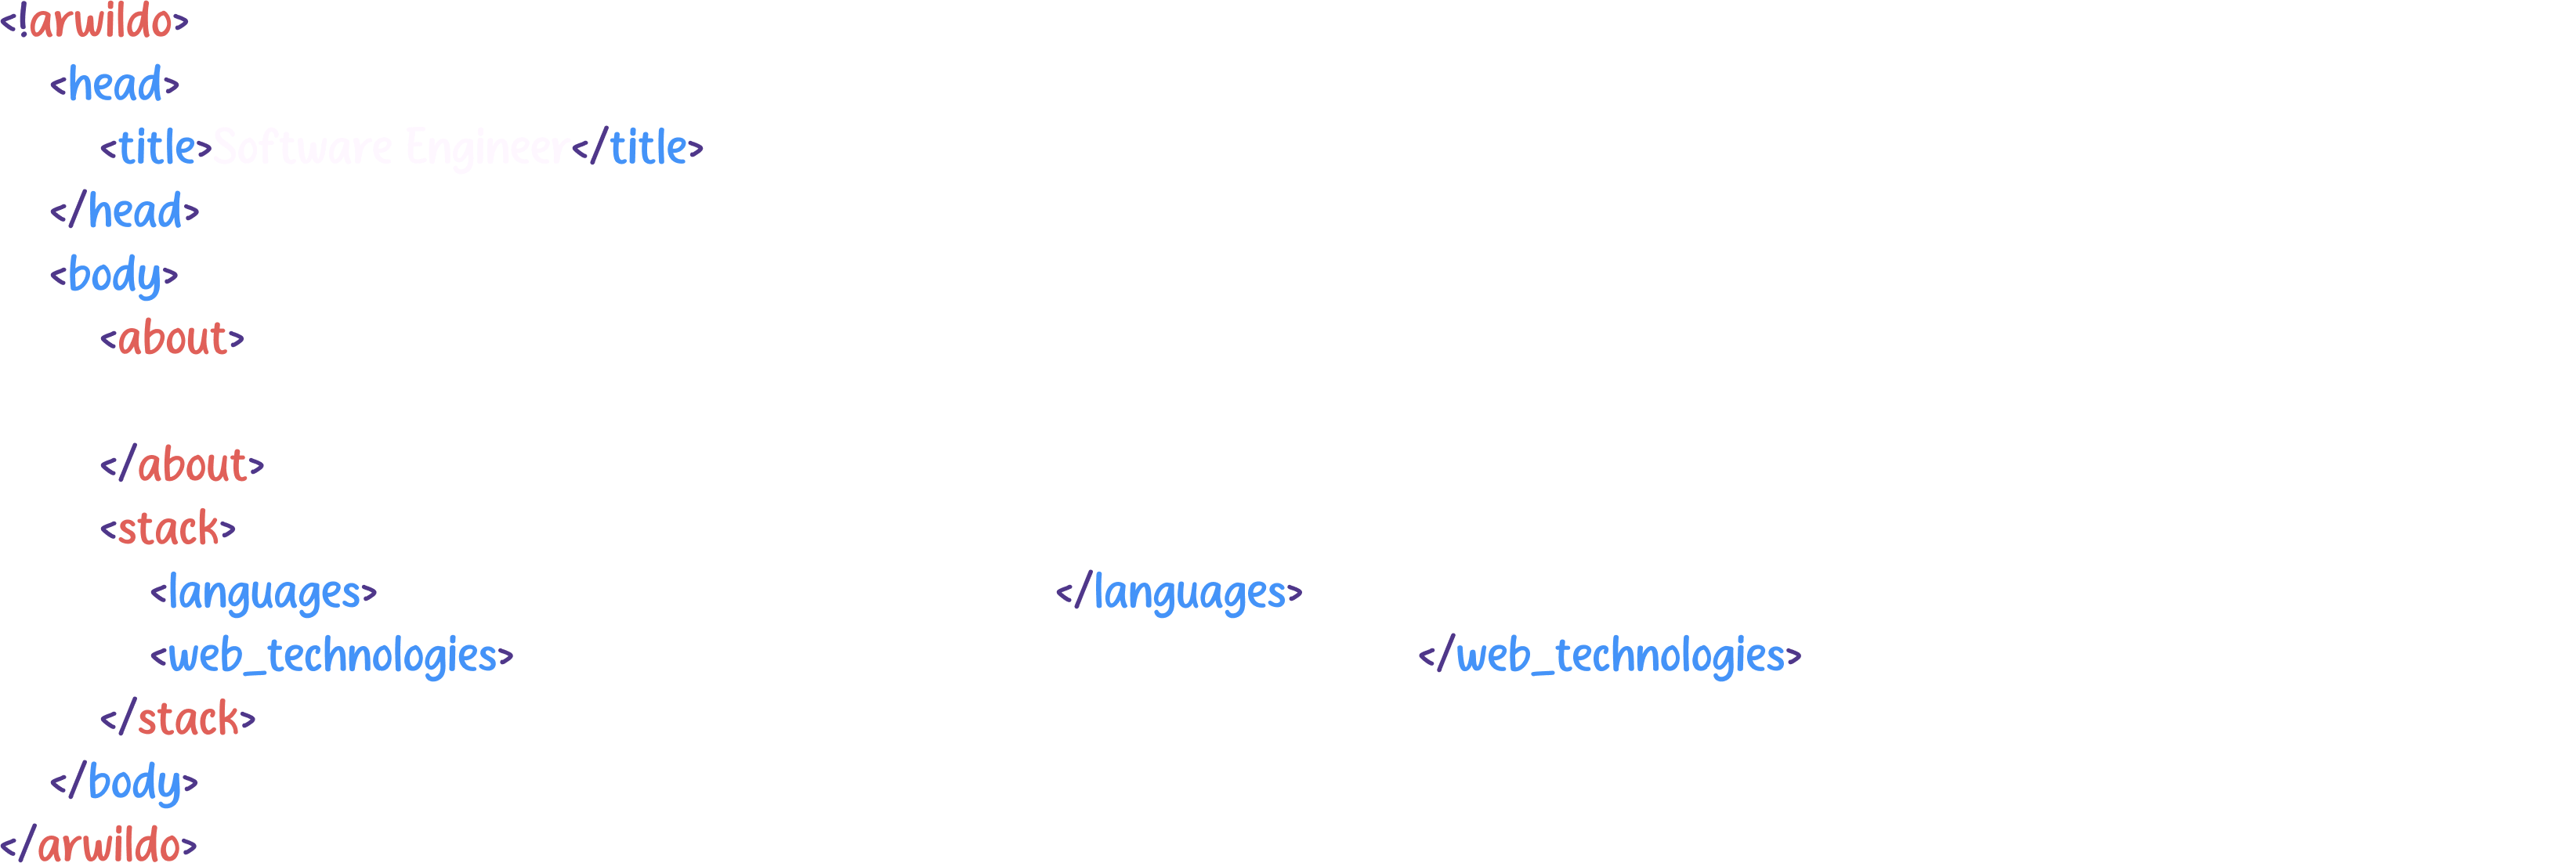 <!arwildo>
<head>
<title>Software Engineer</title>
</head>
<body>
<about>
</about>
<stack>
<languages> </languages>
<web_technologies> </web_technologies>
</stack>
</body>
</arwildo>